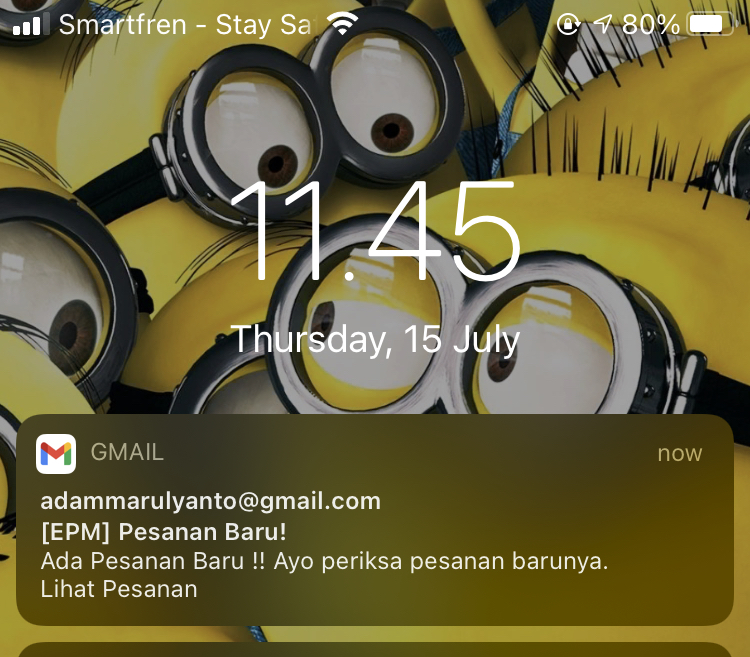 Smartfren - Stay Sa
80%
11.45
Thursday, 15 July
GMAIL
now
adammarulyanto@gmail.com
[EPM] Pesanan Baru!
Ada Pesanan Baru !! Ayo periksa pesanan barunya.
Lihat Pesanan